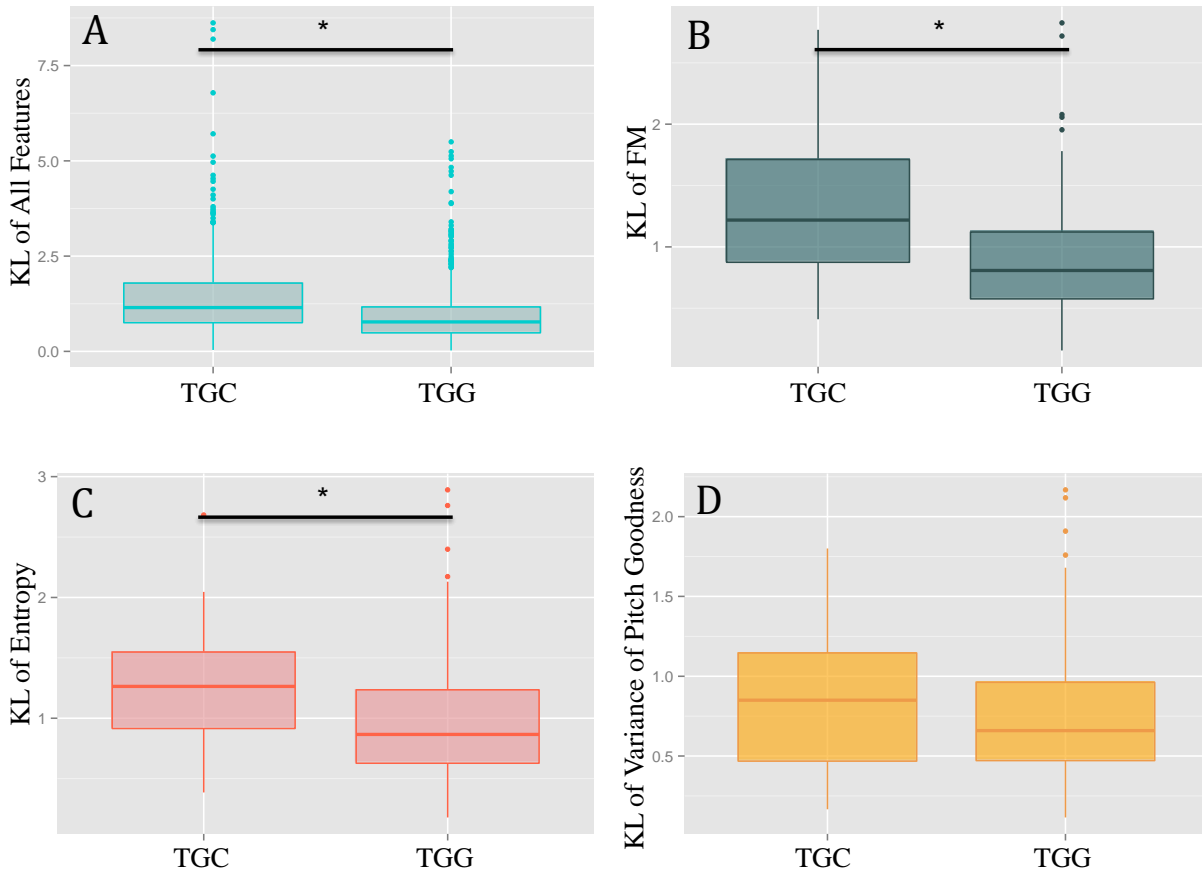 A
*
KL of All Features
7.5
5.0
2.5
0.0
TGC
TGG
B
*
KL of FM
2
1
TGC
TGG
C
*
KL of Entropy
3
2
1
TGC
TGG
D
KL of Variance of Pitch Goodness
2.0
1.5
1.0
0.5
TGC
TGG